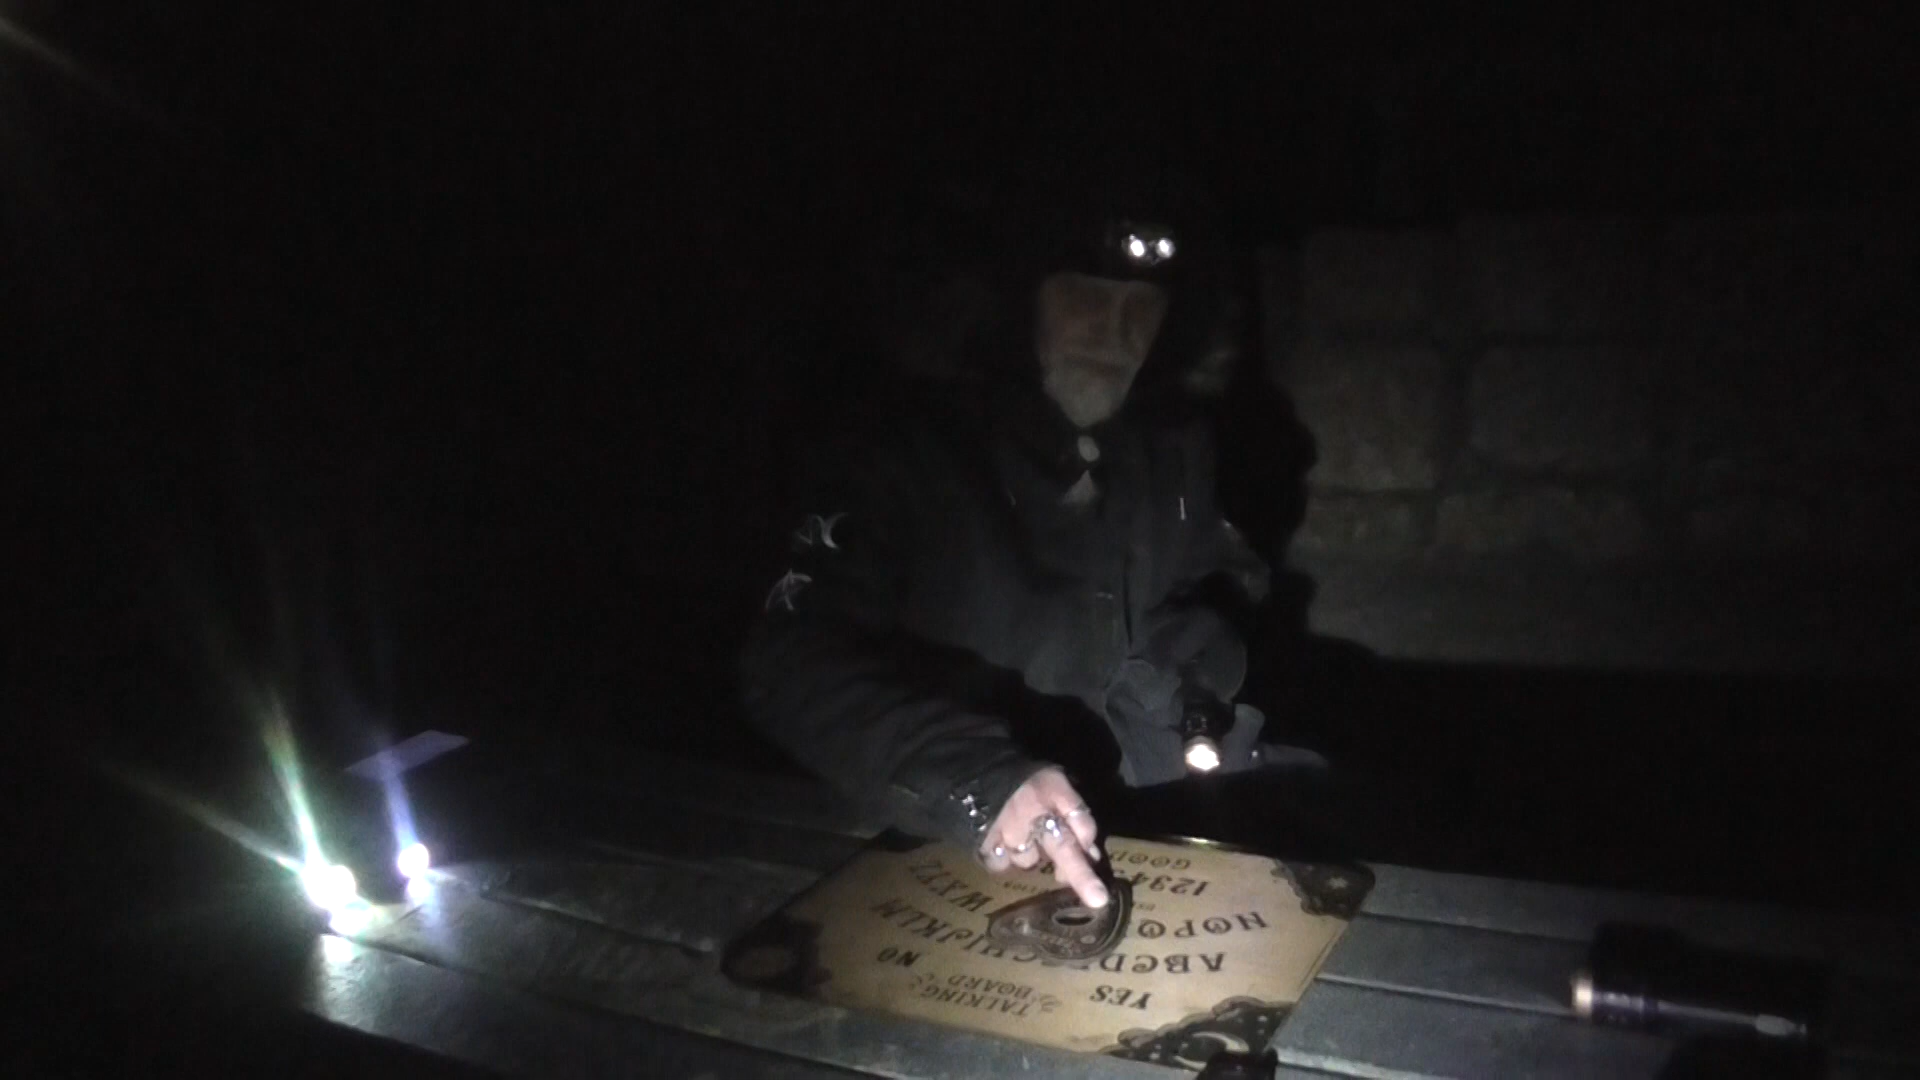 YES
TALKING
BOARD
NO
ABCD HIJKLM
NOPQ WXYZ
1234
GOOD